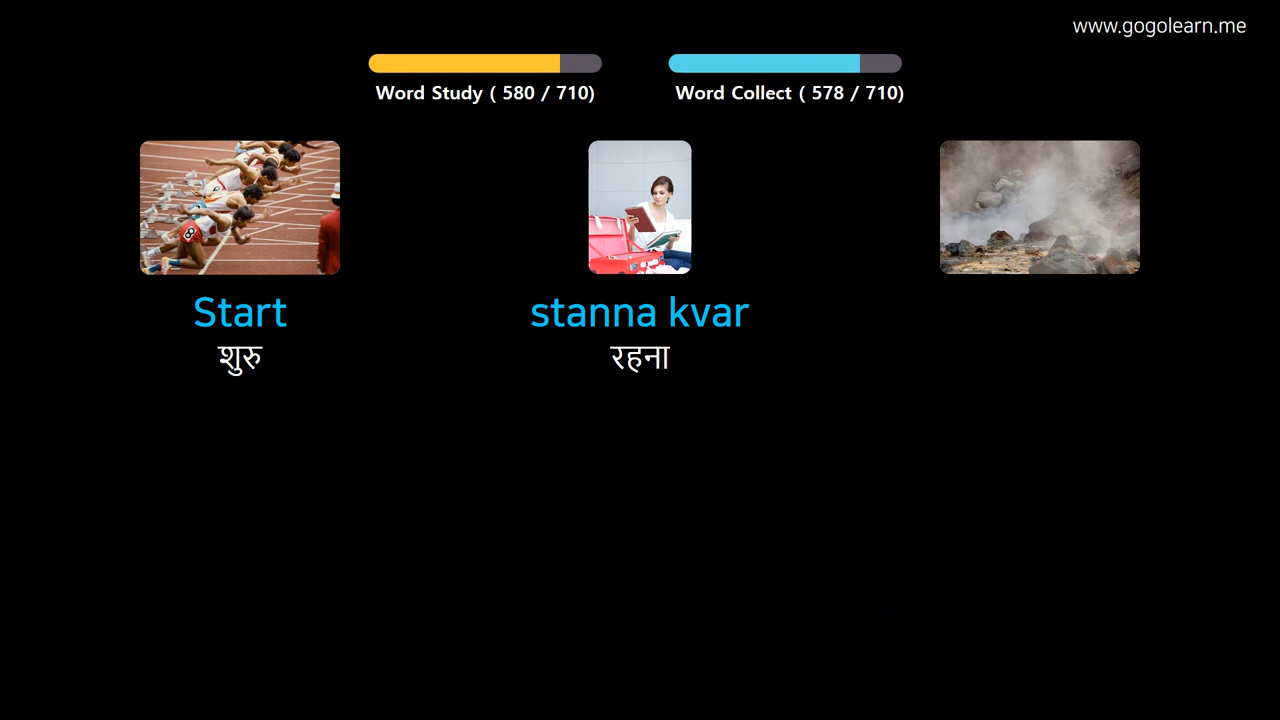 www.gogolearn.me
Word Study ( 580 / 710)
Word Collect ( 578 / 710)
Start
stanna kvar
शुरु
रहना